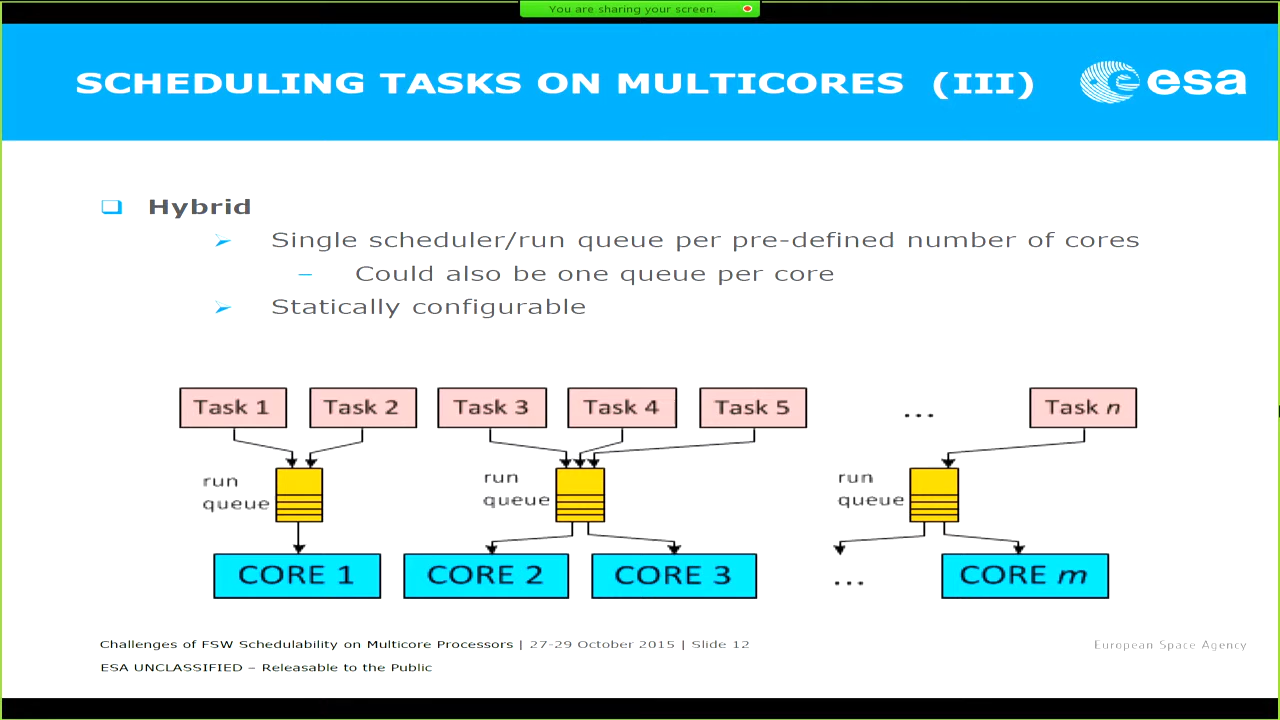 You are sharing your screen.
SCHEDULING TASKS ON MULTICORES (III)
esa
Hybrid
Single scheduler/run queue per pre-defined number of cores
– Could also be one queue per core
Statically configurable
Task 1 Task 2 Task 3 Task 4 Task 5 ... Task n
run queue
run queue
run queue
CORE 1 CORE 2 CORE 3 ... CORE m
Challenges of FSW Schedulability on Multicore Processors | 27-29 October 2015 | Slide 12
European Space Agency
ESA UNCLASSIFIED – Releasable to the Public